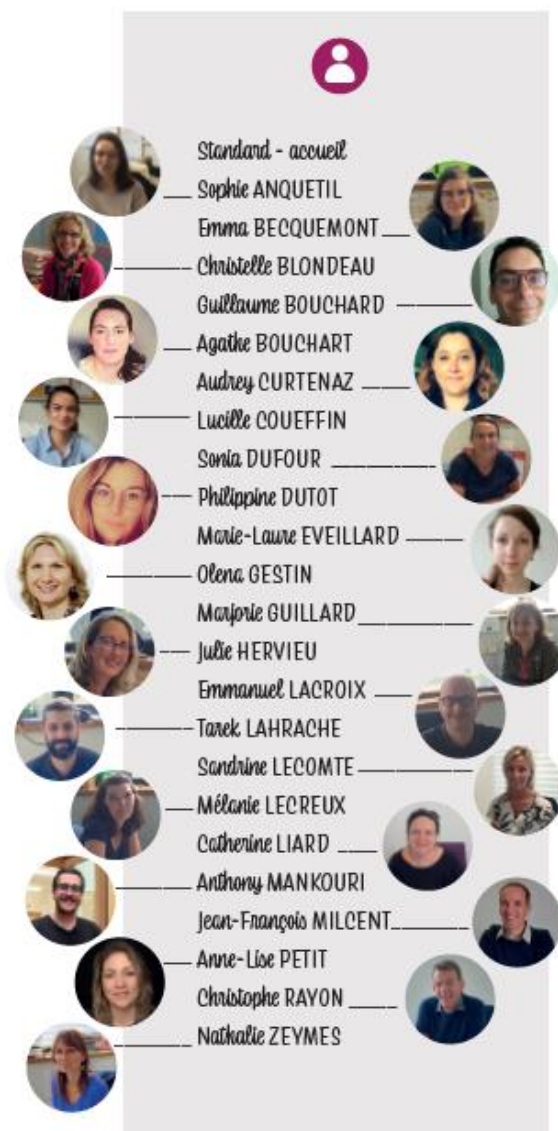 Standard - accueil
Sophie ANQUETIL
Emma BECQUEMONT
Christelle BLONDEAU
Guillaume BOUCHARD
Agathe BOUCHART
Audrey CURTENAZ
Lucille COUEFFIN
Sonia DUFOUR
Philippine DUTOT
Marie-Laure EVEILLARD
Olena GESTIN
Marjorie GUILLARD
Julie HERVIEU
Emmanuel LACROIX
Tarek LAHRACHE
Sandrine LECOMTE
Mélanie LECREUX
Catherine LIARD
Anthony MANKOURI
Jean-François MILCENT
Anne-Lise PETIT
Christophe RAYON
Nathalie ZEYMES